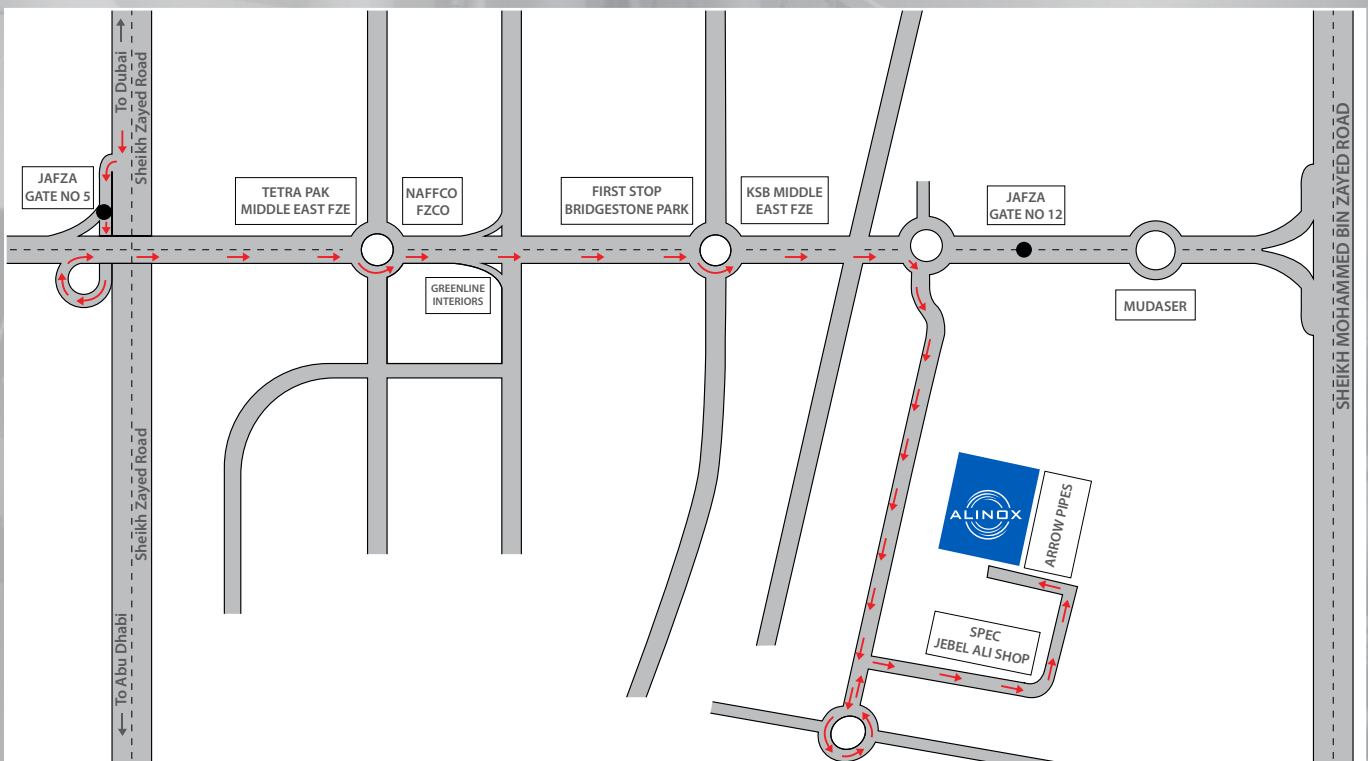 To Dubai
Sheikh Zayed Road
JAFZA
GATE NO 5
TETRA PAK
MIDDLE EAST FZE
NAFFCO
FZCO
GREENLINE
INTERIORS
FIRST STOP
BRIDGESTONE PARK
KSB MIDDLE
EAST FZE
JAFZA
GATE NO 12
MUDASER
SHEIKH MOHAMMED BIN ZAYED ROAD
Sheikh Zayed Road
To Abu Dhabi
ALINOX
ARROW PIPES
SPEC
JEBEL ALI SHOP